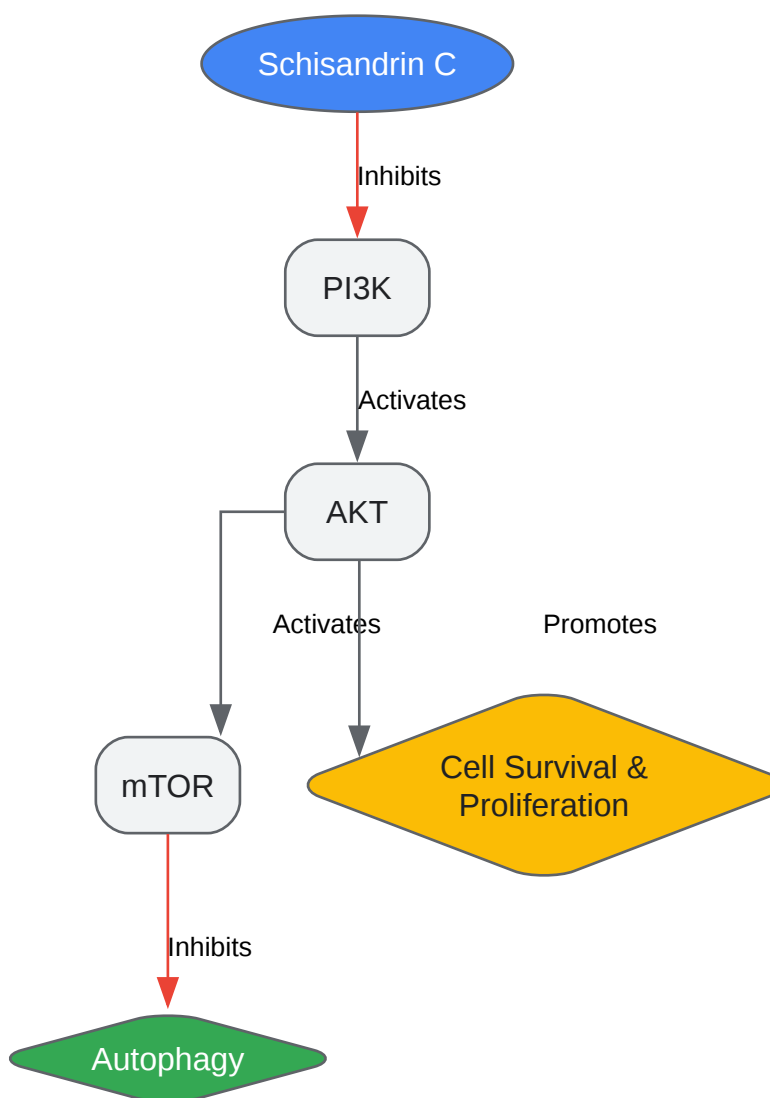 Schisandrin C
Inhibits
PI3K
Activates
AKT
Activates
Promotes
mTOR
Cell Survival &
Proliferation
Inhibits
Autophagy